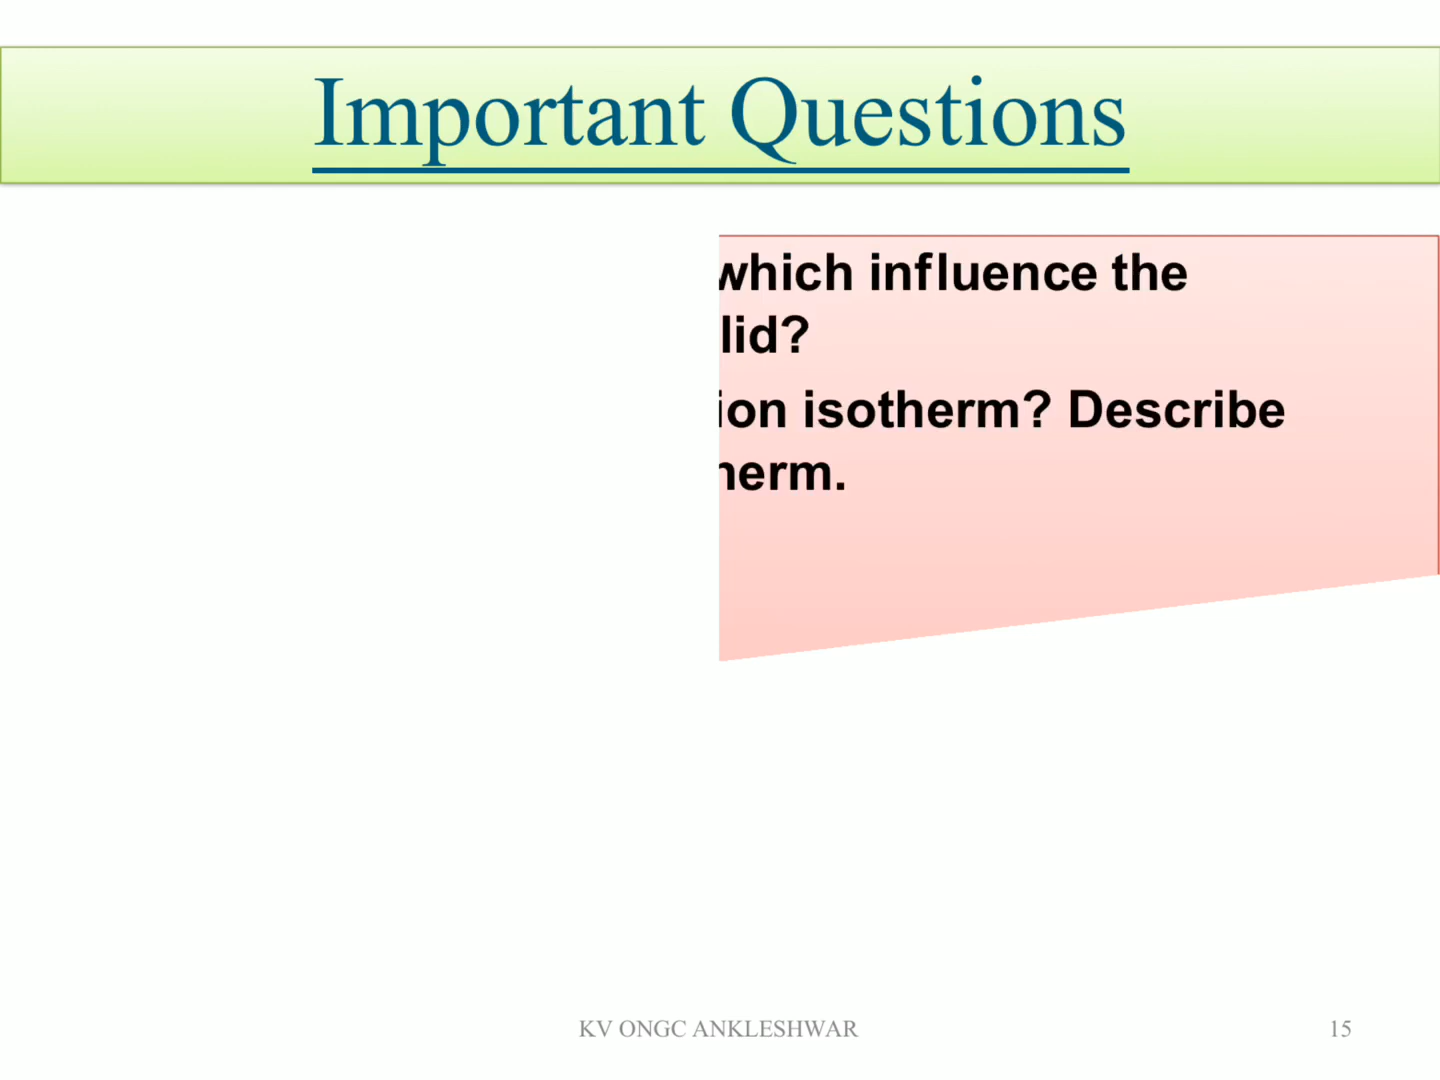 Important Questions
which influence the
lid?
ion isotherm? Describe
herm.
KV ONGC ANKLESHWAR
15